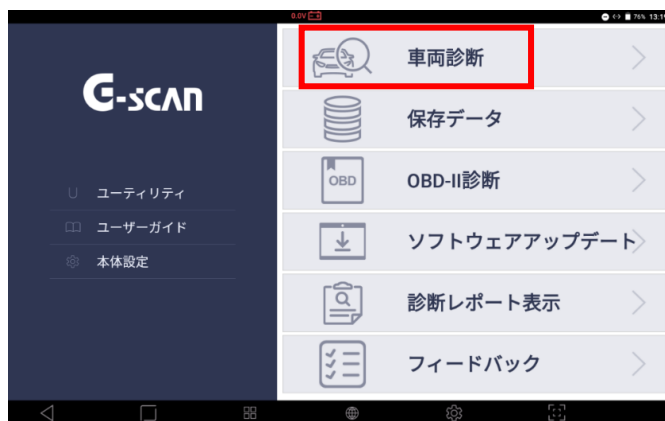 0.0V
76% 13:19
G-scan
ユーティリティ
ユーザーガイド
本体設定
車両診断
保存データ
OBD
OBD-II診断
ソフトウェアアップデート
診断レポート表示
フィードバック